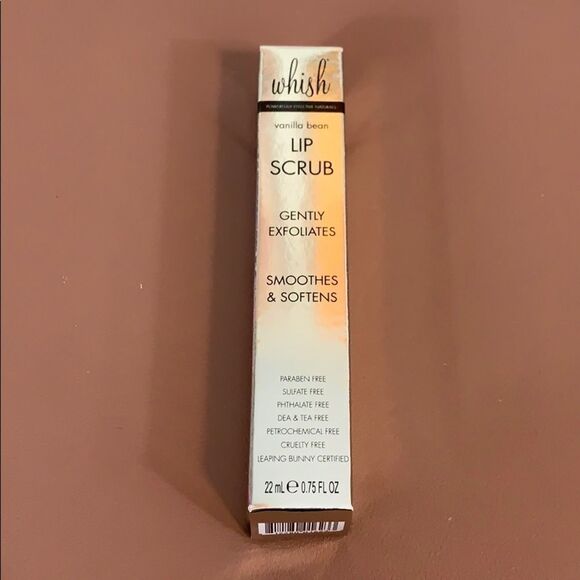 whish
POWERFULLY EFFECTIVE NATURALS
vanilla bean
LIP
SCRUB
GENTLY
EXFOLIATES
SMOOTHES
& SOFTENS
PARABEN FREE
SULFATE FREE
PHTHALATE FREE
DEA & TEA FREE
PETROCHEMICAL FREE
CRUELTY FREE
LEAPING BUNNY CERTIFIED
22 mL ℮ 0.75 FL OZ